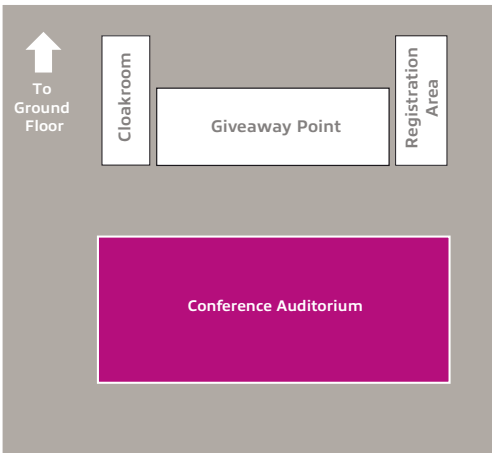 To
Ground
Floor
Cloakroom
Giveaway Point
Registration
Area
Conference Auditorium